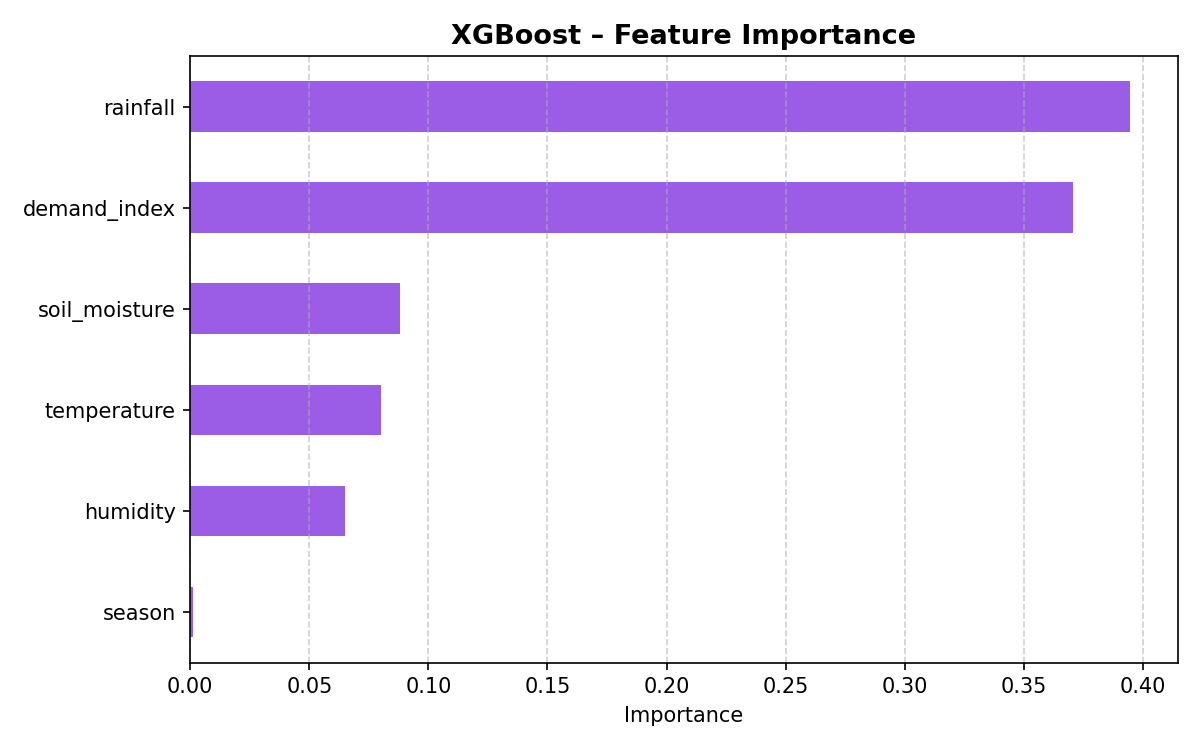 XGBoost – Feature Importance
rainfall
demand_index
soil_moisture
temperature
humidity
season
0.00 0.05 0.10 0.15 0.20 0.25 0.30 0.35 0.40
Importance